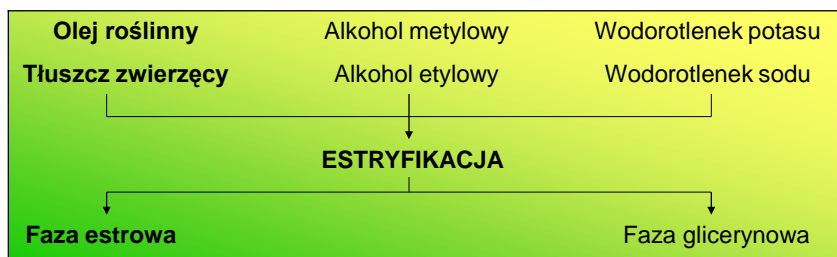 Olej roślinny Alkohol metylowy Wodorotlenek potasu
Tłuszcz zwierzęcy Alkohol etylowy Wodorotlenek sodu
ESTRYFIKACJA
Faza estrowa Faza glicerynowa